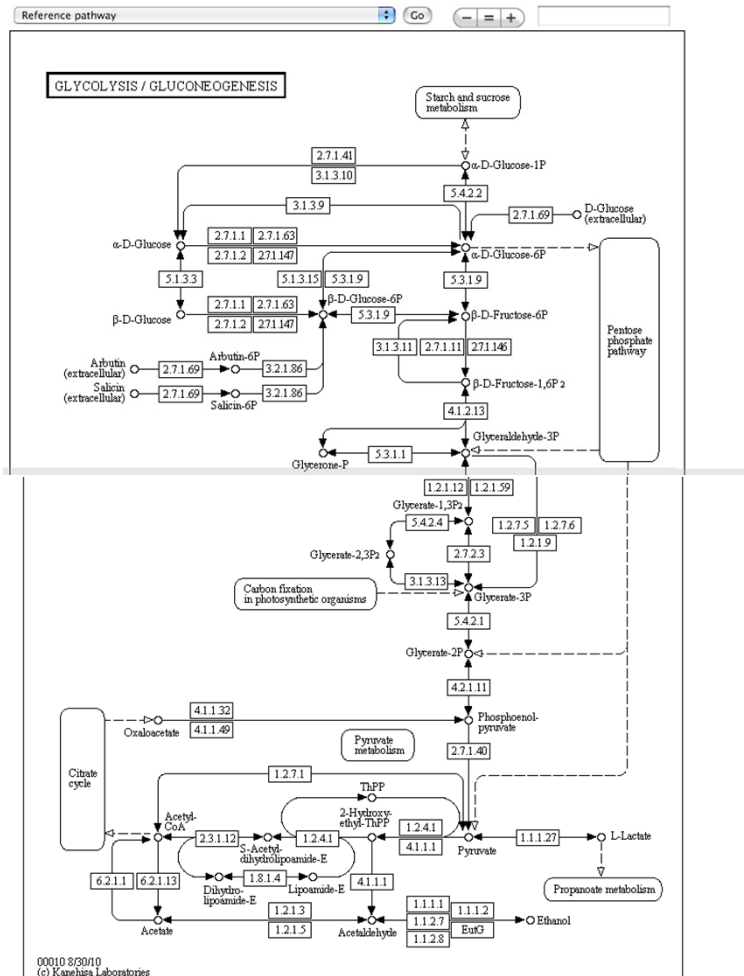 Reference pathway
Go
− = +
GLYCOLYSIS / GLUCONEOGENESIS
Starch and sucrose
metabolism
α-D-Glucose-1P
2.7.1.41
3.1.3.10
5.4.2.2
3.1.3.9
2.7.1.69
D-Glucose
(extracellular)
α-D-Glucose
2.7.1.1 2.7.1.63
2.7.1.2 2.7.1.147
α-D-Glucose-6P
5.1.3.3
5.1.3.15 5.3.1.9
5.3.1.9
β-D-Glucose
2.7.1.1 2.7.1.63
2.7.1.2 2.7.1.147
β-D-Glucose-6P
5.3.1.9
β-D-Fructose-6P
Pentose
phosphate
pathway
3.1.3.11 2.7.1.11 2.7.1.146
Arbutin
(extracellular)
2.7.1.69
Arbutin-6P
3.2.1.86
Salicin
(extracellular)
2.7.1.69
Salicin-6P
3.2.1.86
β-D-Fructose-1,6P2
4.1.2.13
Glyceraldehyde-3P
Glycerone-P
5.3.1.1
1.2.1.12 1.2.1.59
Glycerate-1,3P2
5.4.2.4
1.2.7.5 1.2.7.6
1.2.1.9
Glycerate-2,3P2
2.7.2.3
3.1.3.13
Carbon fixation
in photosynthetic organisms
Glycerate-3P
5.4.2.1
Glycerate-2P
4.2.1.11
Oxaloacetate
4.1.1.32
4.1.1.49
Phosphoenol-
pyruvate
Pyruvate
metabolism
2.7.1.40
Citrate
cycle
1.2.7.1
ThPP
Acetyl-
CoA
2-Hydroxy-
ethyl-ThPP
2.3.1.12
S-Acetyl-
dihydrolipoamide-E
1.2.4.1
1.2.4.1
4.1.1.1
Pyruvate
1.1.1.27
L-Lactate
6.2.1.1 6.2.1.13
Dihydro-
lipoamide-E
1.8.1.4
Lipoamide-E
4.1.1.1
Propanoate metabolism
Acetate
1.2.1.3
1.2.1.5
Acetaldehyde
1.1.1.1
1.1.2.7
1.1.2.8
1.1.1.2
EutG
Ethanol
00010 8/30/10
(c) Kanehisa Laboratories